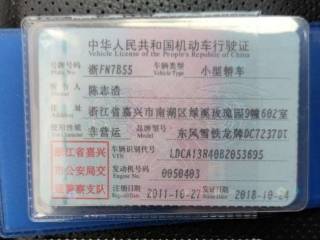 中华人民共和国机动车行驶证
Vehicle License of the People's Republic of China
号牌号码 浙FN7B55 车辆类型 小型轿车
Plate No. Vehicle Type
所有人 陈志浩
Owner
住址 浙江省嘉兴市南湖区绿溪玫瑰园9幢602室
使用性质 非营运 品牌型号 东风雪铁龙牌DC7237DT
Model
浙江省嘉兴市公安局交通警察支队
车辆识别代号 LDCA13R40B2053695
VIN
发动机号码 0050403
Engine No.
注册日期 2011-10-27 发证日期 2018-10-24